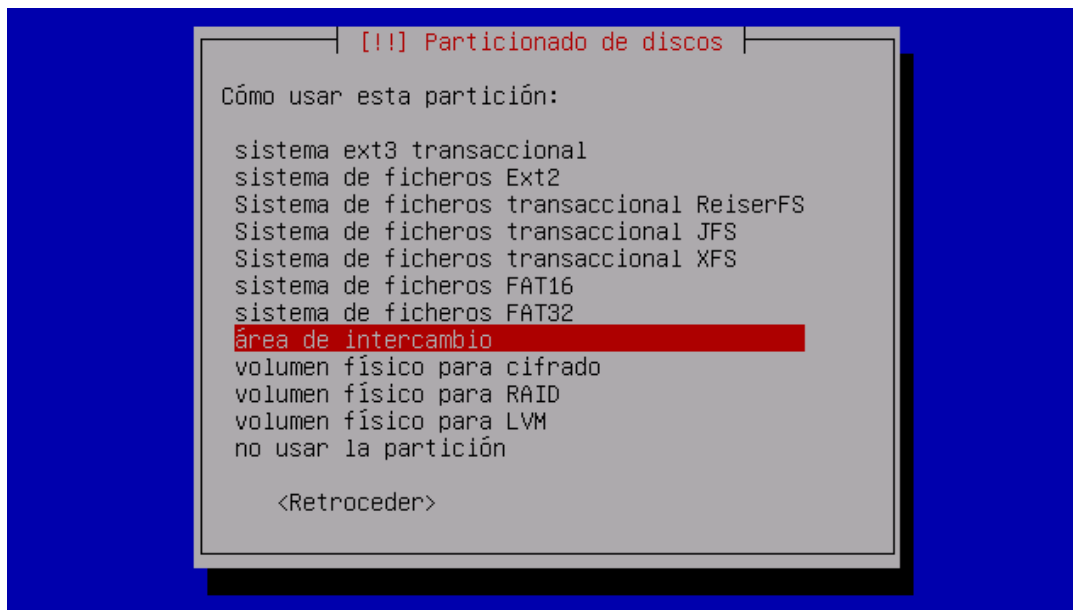 [!!] Particionado de discos
Cómo usar esta partición:
sistema ext3 transaccional
sistema de ficheros Ext2
Sistema de ficheros transaccional ReiserFS
Sistema de ficheros transaccional JFS
Sistema de ficheros transaccional XFS
sistema de ficheros FAT16
sistema de ficheros FAT32
área de intercambio
volumen físico para cifrado
volumen físico para RAID
volumen físico para LVM
no usar la partición
<Retroceder>